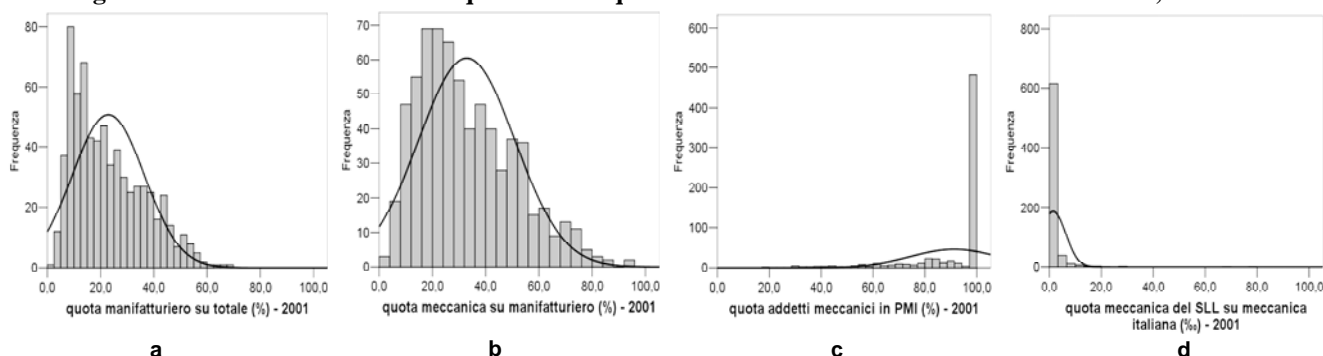 80
60
40
20
0
Frequenza
0,0 20,0 40,0 60,0 80,0 100,0
quota manifatturiero su totale (%) - 2001
a
70
60
50
40
30
20
10
0
Frequenza
0,0 20,0 40,0 60,0 80,0 100,0
quota meccanica su manifatturiero (%) - 2001
b
600
500
400
300
200
100
0
Frequenza
0,0 20,0 40,0 60,0 80,0 100,0
quota addetti meccanici in PMI (%) - 2001
c
800
600
400
200
0
Frequenza
0,0 20,0 40,0 60,0 80,0 100,0
quota meccanica del SLL su meccanica
italiana (‰) - 2001
d